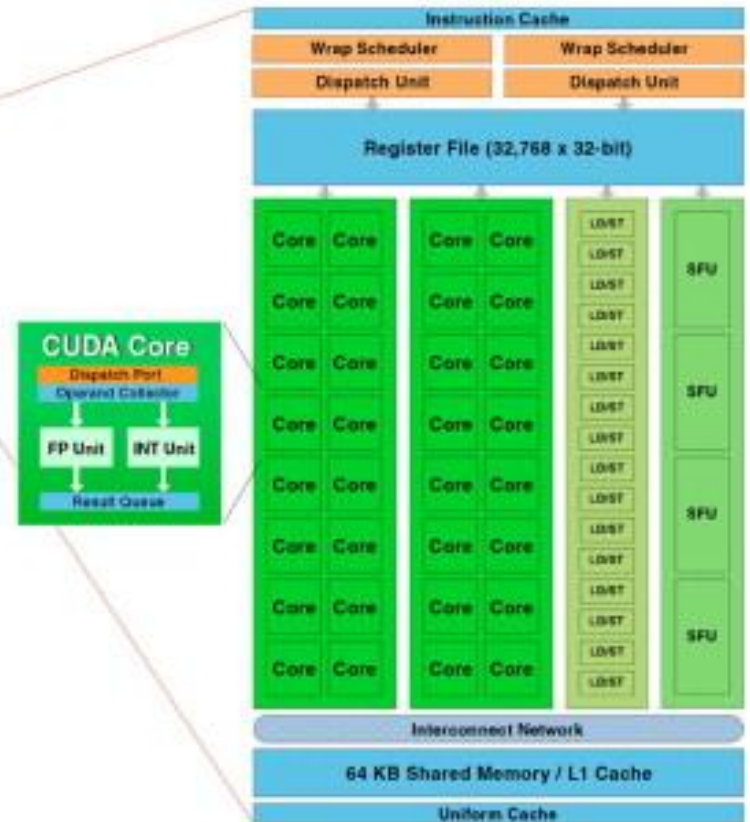 Instruction Cache
Wrap Scheduler Wrap Scheduler
Dispatch Unit Dispatch Unit
Register File (32,768 x 32-bit)
Core Core Core Core LD/ST SFU
LD/ST
Core Core Core Core LD/ST
LD/ST
Core Core Core Core LD/ST SFU
LD/ST
Core Core Core Core LD/ST
LD/ST
Core Core Core Core LD/ST SFU
LD/ST
Core Core Core Core LD/ST
LD/ST
Core Core Core Core LD/ST SFU
LD/ST
Core Core Core Core LD/ST
LD/ST
CUDA Core
Dispatch Port
Operand Collector
FP Unit INT Unit
Result Queue
Interconnect Network
64 KB Shared Memory / L1 Cache
Uniform Cache